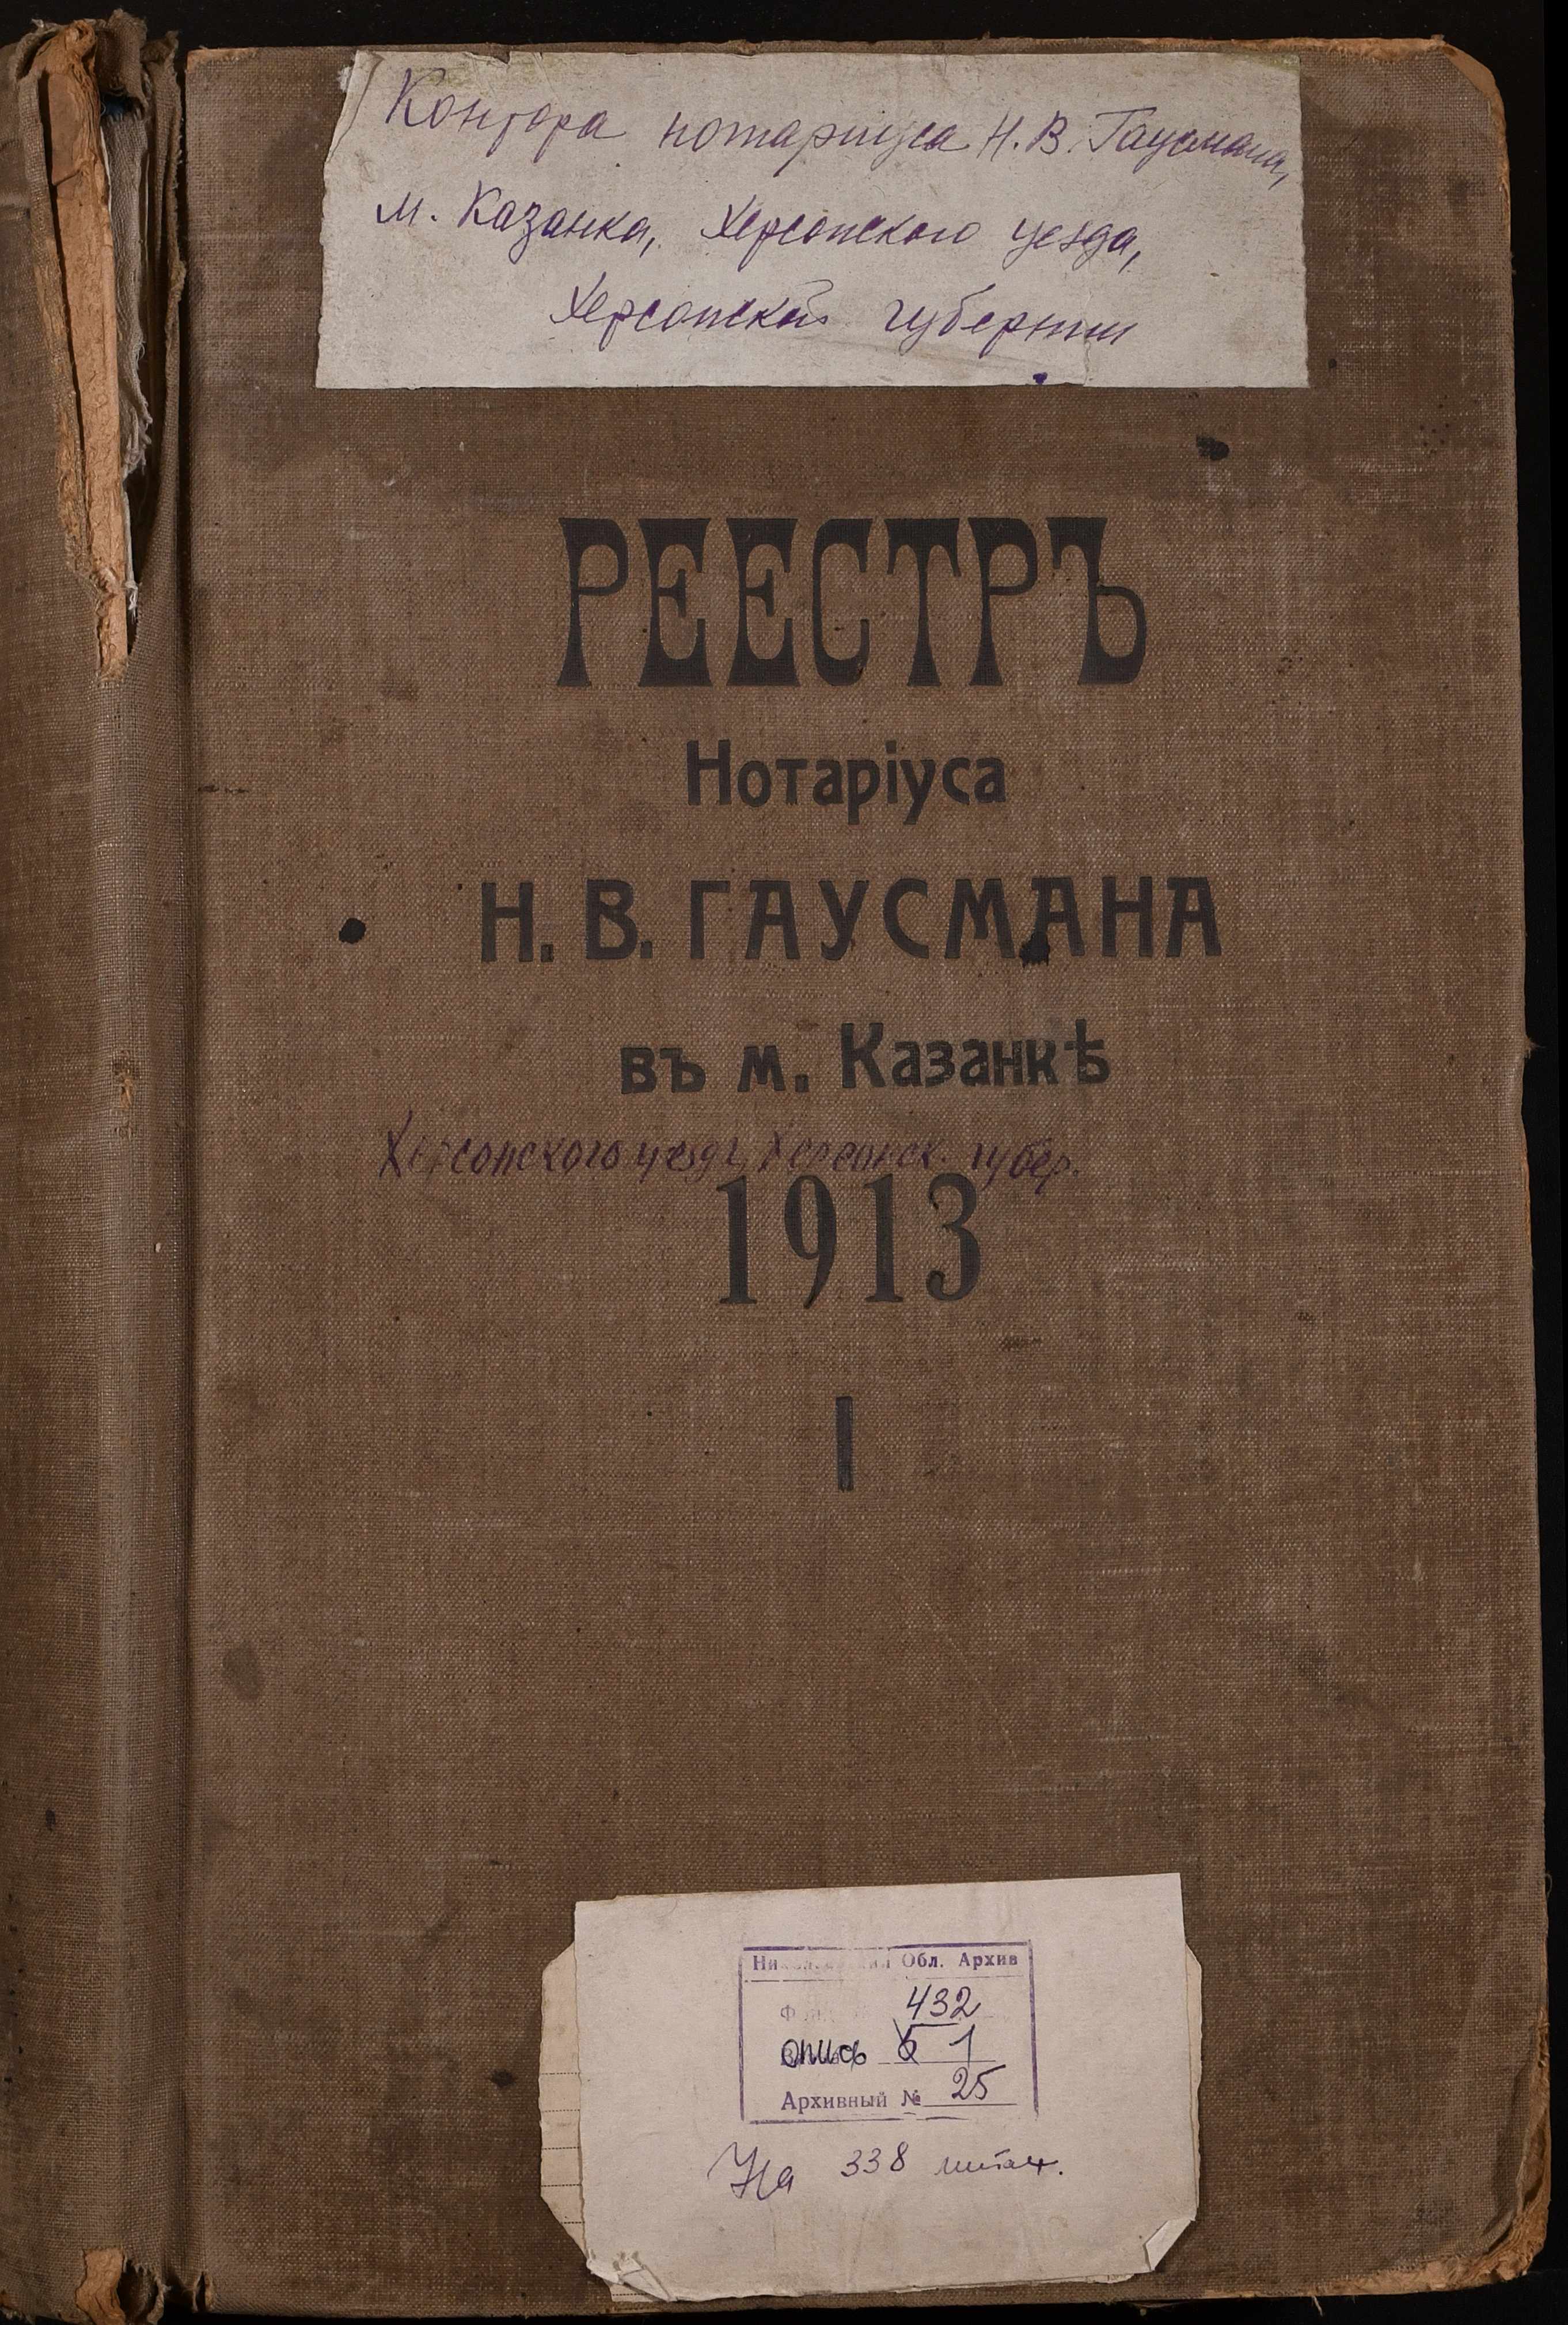 Контора нотариуса Н.В. Гаусмана,
м. Казанка, Херсонского уезда,
Херсонской губернии
РЕЕСТРЪ
Нотаріуса
Н. В. ГАУСМАНА
въ м. Казанкѣ
Херсонского уезда, Херсонск. губер.
1913
I
Обл. Архив
432
опись 1
Архивный № 25
На 338 листах.